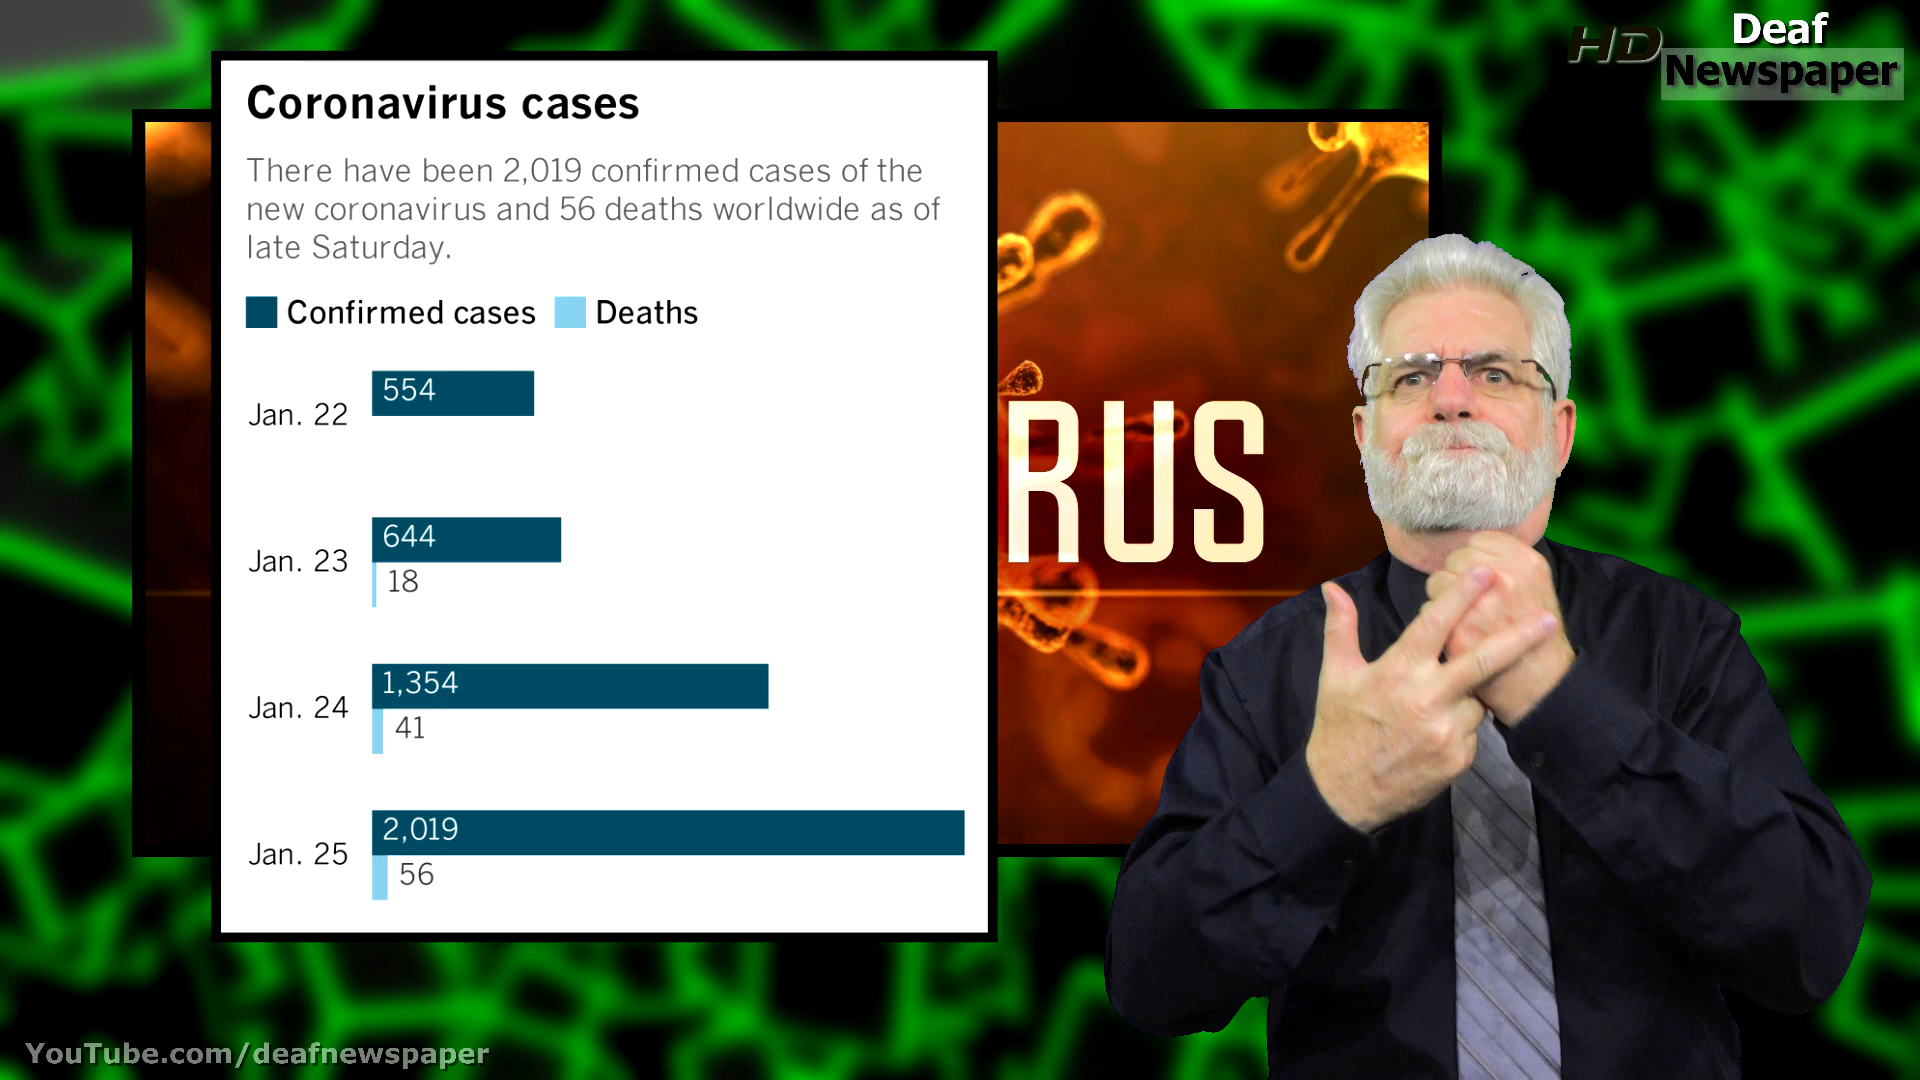 HD
Deaf
Newspaper
Coronavirus cases
There have been 2,019 confirmed cases of the
new coronavirus and 56 deaths worldwide as of
late Saturday.
Confirmed cases Deaths
Jan. 22 554
Jan. 23 644
18
Jan. 24 1,354
41
Jan. 25 2,019
56
RUS
YouTube.com/deafnewspaper